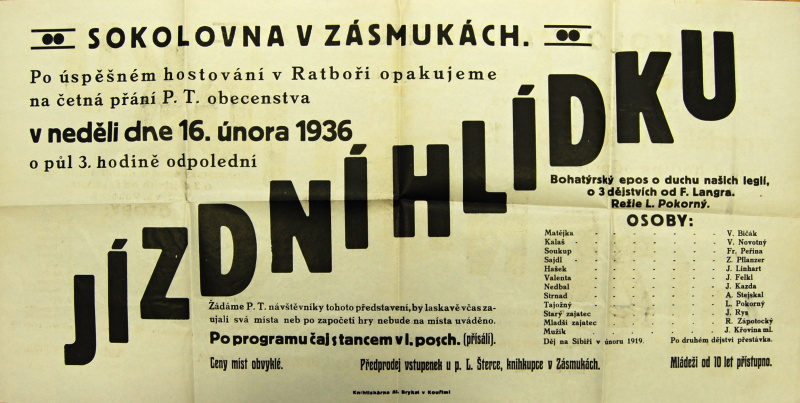 SOKOLOVNA V ZÁSMUKÁCH.
Po úspěšném hostování v Ratboři opakujeme
na četná přání P. T. obecenstva
v neděli dne 16. února 1936
o půl 3. hodině odpolední
JÍZDNÍ HLÍDKU
Bohatýrský epos o duchu našich legií,
o 3 dějstvích od F. Langra.
Režie L. Pokorný.
OSOBY:
Matějka - - - - - - - V. Bičák
Kalaš - - - - - - - V. Novotný
Soukup - - - - - - - Fr. Peřina
Sajdl - - - - - - - Z. Pflanzer
Hašek - - - - - - - J. Linhart
Valenta - - - - - - - J. Felkl
Nedbal - - - - - - - J. Kazda
Strnad - - - - - - - A. Stejskal
Tajožný - - - - - - - L. Pokorný
Starý zajatec - - - - - - J. Rys
Mladší zajatec - - - - - - R. Zápotocký
Mužík - - - - - - - J. Křovina ml.
Děj na Sibiři v únoru 1919. Po druhém dějství přestávka.
Žádáme P. T. návštěvníky tohoto představení, by laskavě včas za-
ujali svá místa neb po započetí hry nebude na místa uváděno.
Po programu čaj s tancem v I. posch. (přísálí).
Ceny míst obvyklé. Předprodej vstupenek u p. L. Šterce, knihkupce v Zásmukách. Mládeži od 10 let přístupno.
Knihtiskárna Al. Brykst v Kouřimi